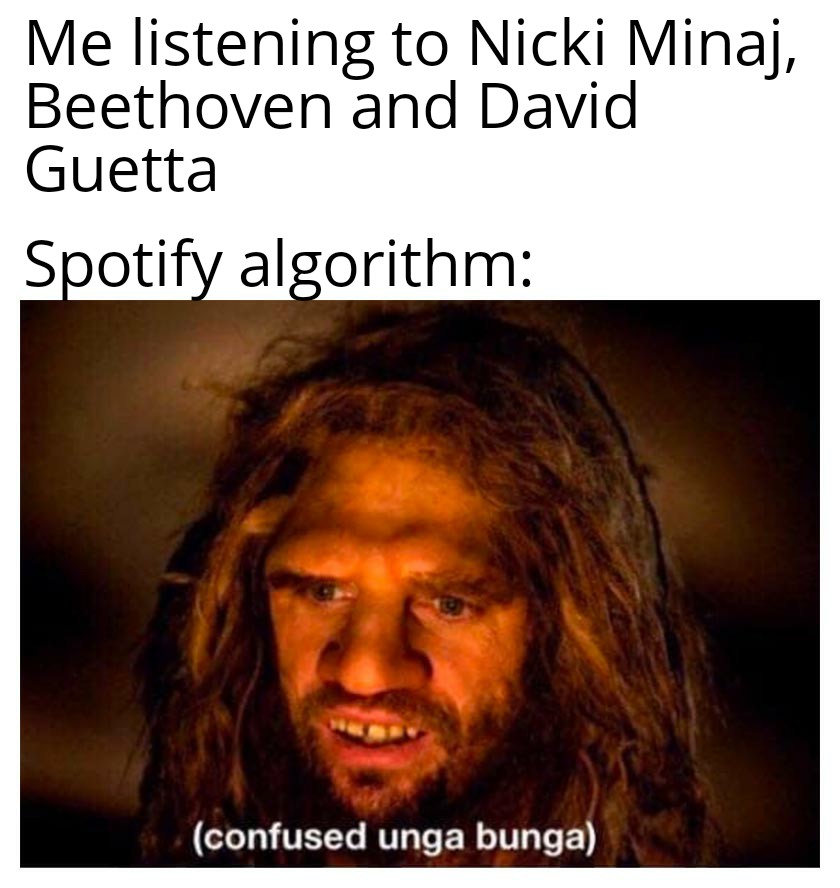 Me listening to Nicki Minaj,
Beethoven and David
Guetta
Spotify algorithm:
(confused unga bunga)